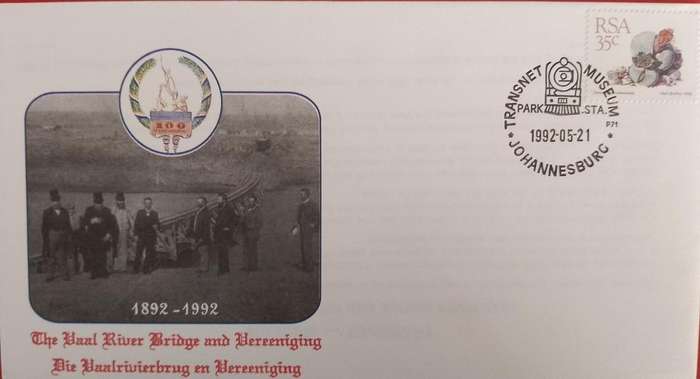 RSA
35c
TRANSNET MUSEUM
PARK STA.
P71
1992-05-21
* JOHANNESBURG *
100
1892-1992
The Vaal River Bridge and Vereeniging
Die Vaalrivierbrug en Vereeniging